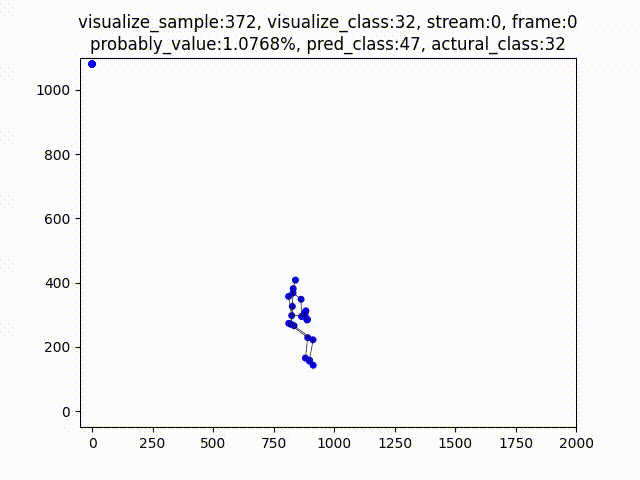 visualize_sample:372, visualize_class:32, stream:0, frame:0
probably_value:1.0768%, pred_class:47, actural_class:32
1000
800
600
400
200
0
0 250 500 750 1000 1250 1500 1750 2000